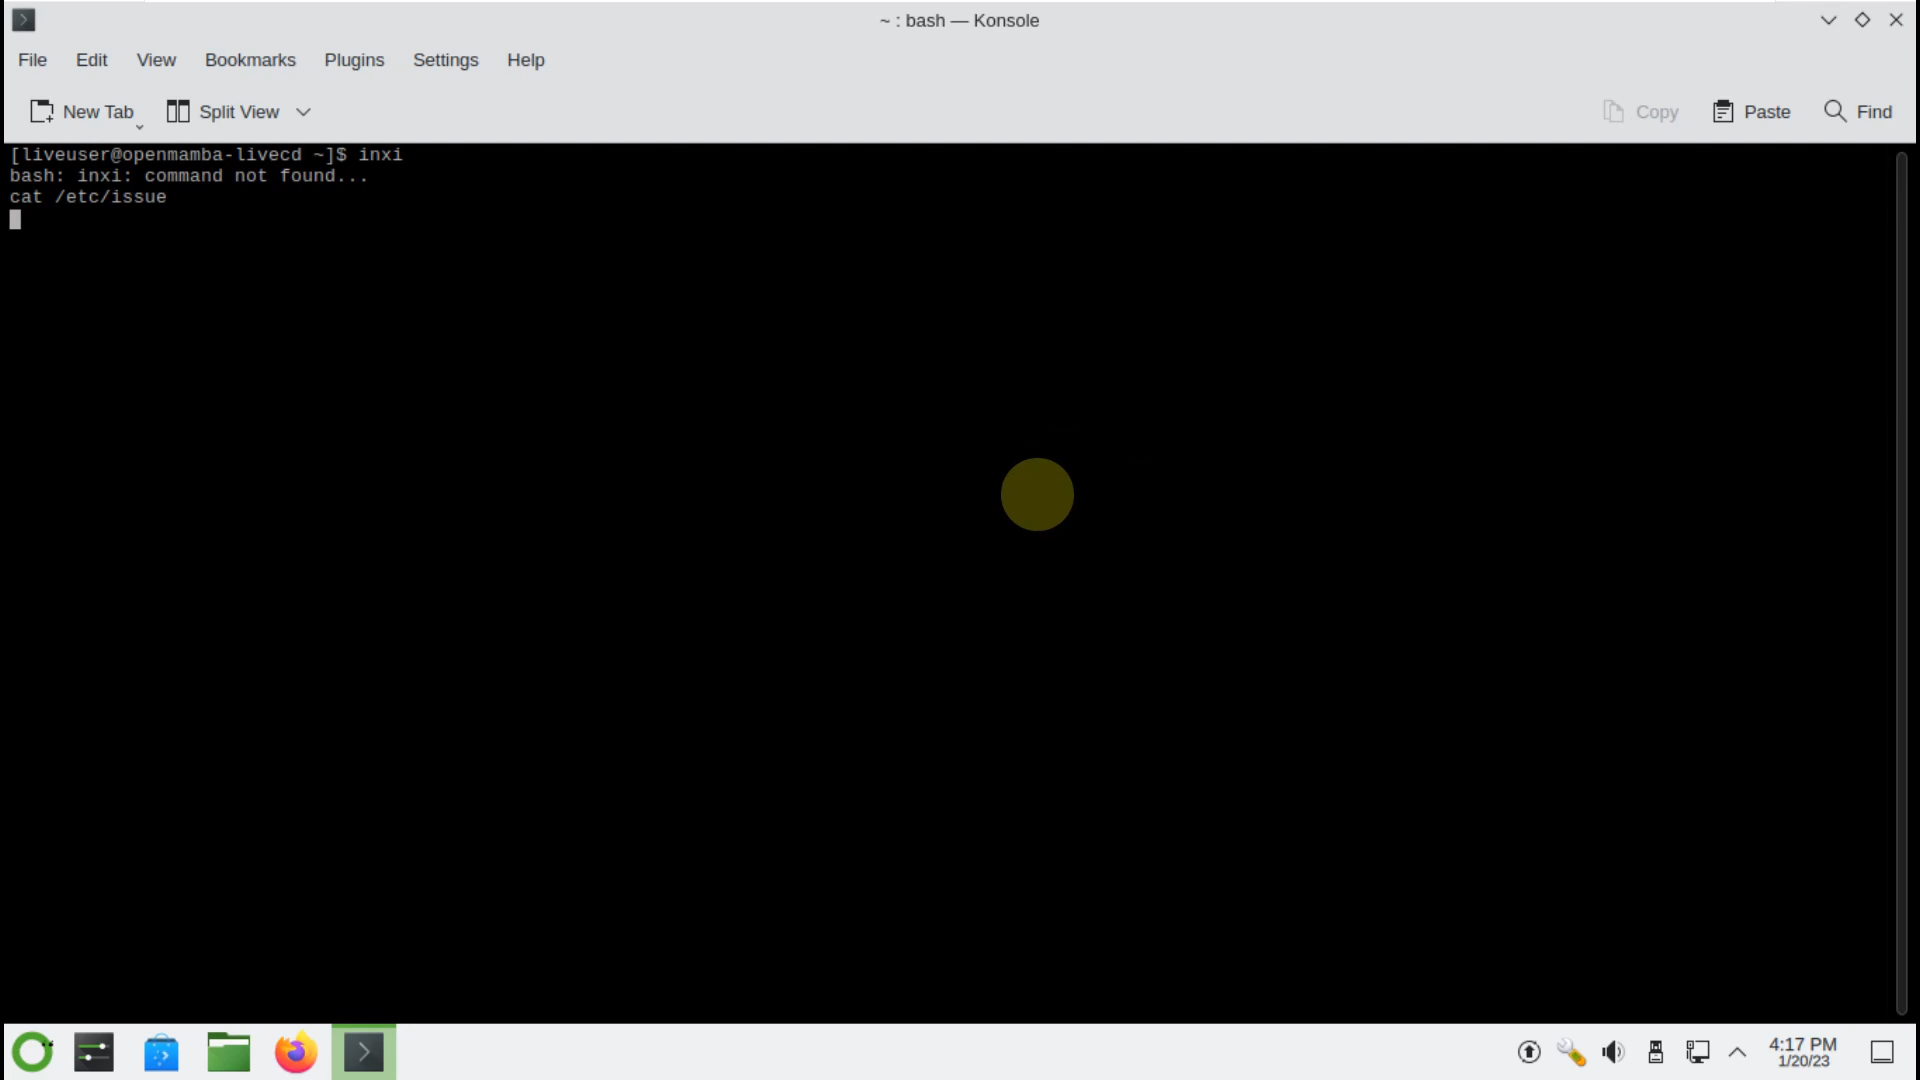 ~ : bash — Konsole
File Edit View Bookmarks Plugins Settings Help
New Tab Split View Copy Paste Find
[liveuser@openmamba-livecd ~]$ inxi
bash: inxi: command not found...
cat /etc/issue
4:17 PM
1/20/23